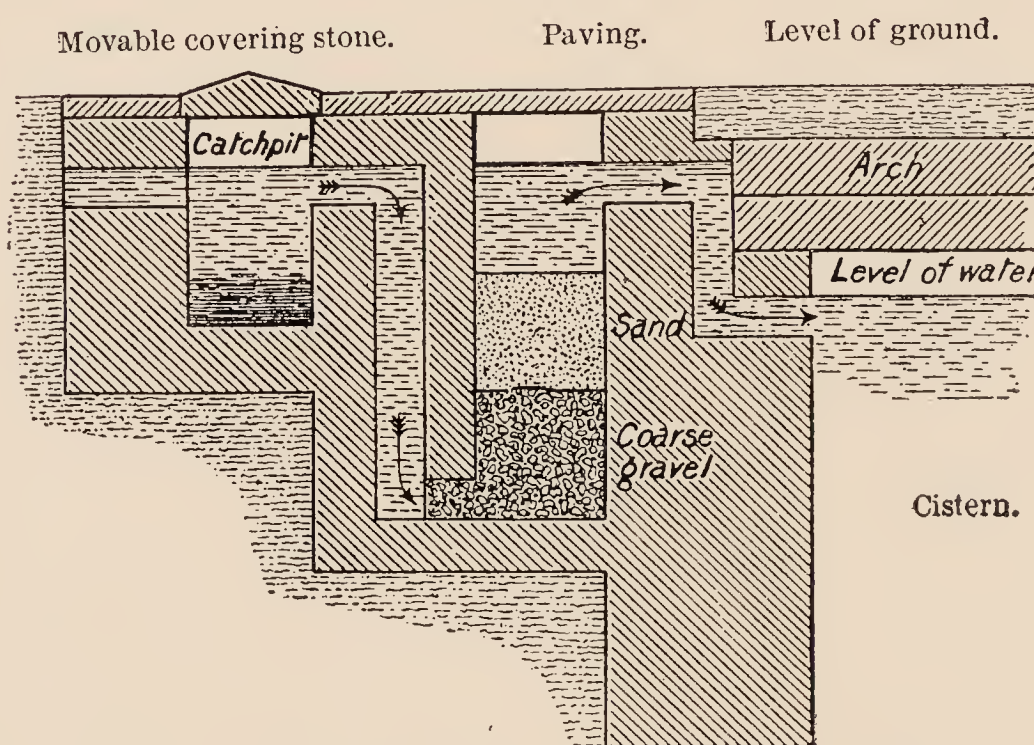 Movable covering stone.
Paving.
Level of ground.
Catchpit
Arch
Level of water
Sand
Coarse
gravel
Cistern.